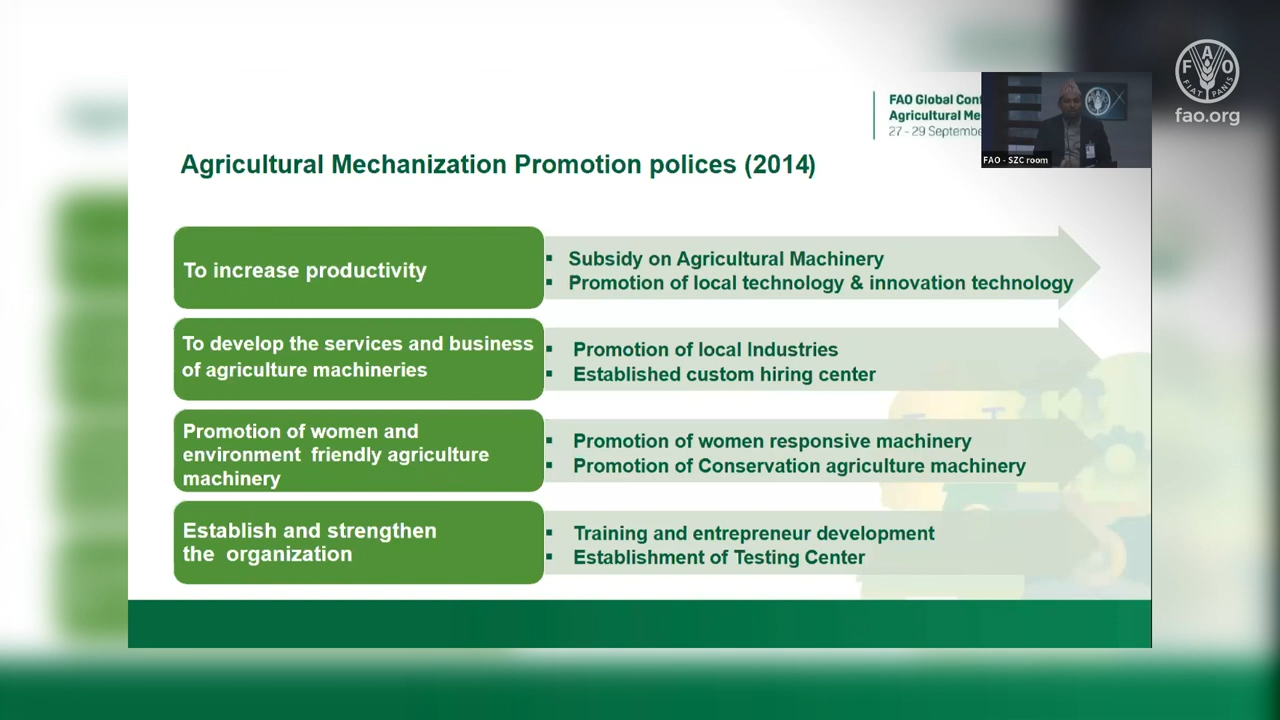 FAO
FIAT PANIS
fao.org
FAO Global Con
Agricultural Me
27 - 29 Septembe
FAO - SZC room
Agricultural Mechanization Promotion polices (2014)
To increase productivity
▪ Subsidy on Agricultural Machinery
▪ Promotion of local technology & innovation technology
To develop the services and business
of agriculture machineries
▪ Promotion of local Industries
▪ Established custom hiring center
Promotion of women and
environment friendly agriculture
machinery
▪ Promotion of women responsive machinery
▪ Promotion of Conservation agriculture machinery
Establish and strengthen
the organization
▪ Training and entrepreneur development
▪ Establishment of Testing Center